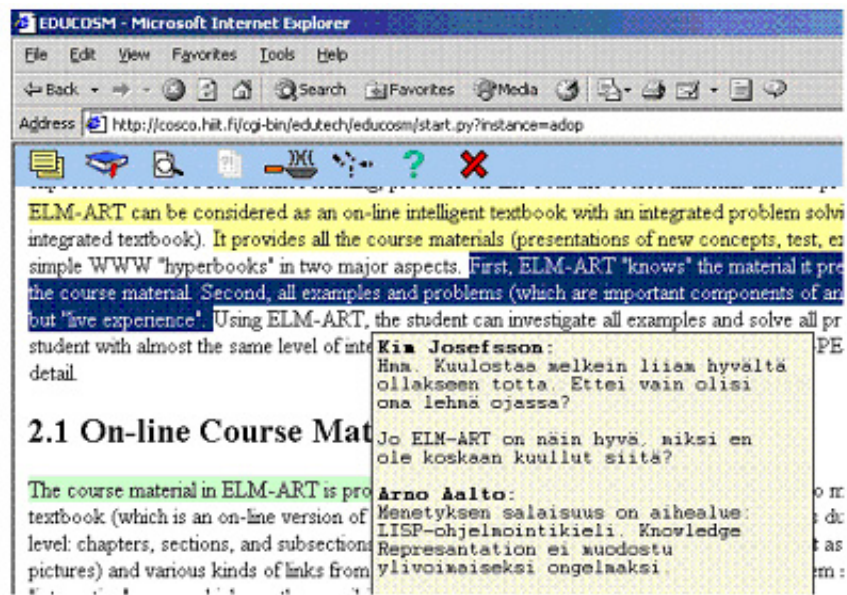 EDUCOSM - Microsoft Internet Explorer
File Edit View Favorites Tools Help
Back Search Favorites Media
Address http://cosco.hiit.fi/cgi-bin/edutech/educosm/start.py?instance=adop
ELM-ART can be considered as an on-line intelligent textbook with an integrated problem solvi
integrated textbook). It provides all the course materials (presentations of new concepts, test, ex
simple WWW "hyperbooks" in two major aspects. First, ELM-ART "knows" the material it pre
the course material. Second, all examples and problems (which are important components of an
but "live experience". Using ELM-ART, the student can investigate all examples and solve all pr
student with almost the same level of inte
-PE
detail.
Kim Josefsson:
Hmm. Kuulostaa melkein liiam hyvältä
ollakseen totta. Ettei vain olisi
oma lehmä ojassa?
Jo ELM-ART on näin hyvä, miksi en
ole koskaan kuullut siitä?
Arno Aalto:
Menetyksen salaisuus on aihealue:
LISP-ohjelmointikieli. Knowledge
Represantation ei muodostu
ylivoimaiseksi ongelmaksi.
2.1 On-line Course Mat
The course material in ELM-ART is pro
textbook (which is an on-line version of
level: chapters, sections, and subsections
pictures) and various kinds of links from